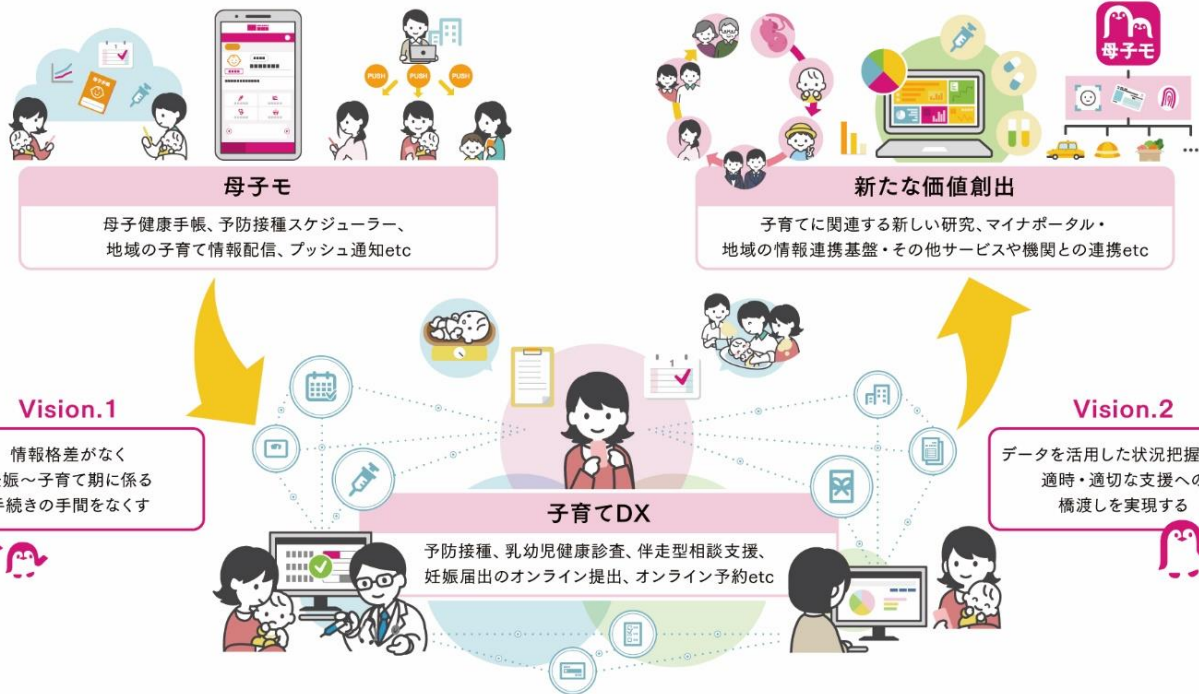 PUSH
PUSH
PUSH
母子モ
母子モ
母子健康手帳、予防接種スケジューラー、
地域の子育て情報配信、プッシュ通知etc
新たな価値創出
子育てに関連する新しい研究、マイナポータル・
地域の情報連携基盤・その他サービスや機関との連携etc
Vision.1
情報格差がなく
娠～子育て期に係る
手続きの手間をなくす
1
Vision.2
データを活用した状況把握
適時・適切な支援への
橋渡しを実現する
子育てDX
予防接種、乳幼児健康診査、伴走型相談支援、
妊娠届出のオンライン提出、オンライン予約etc